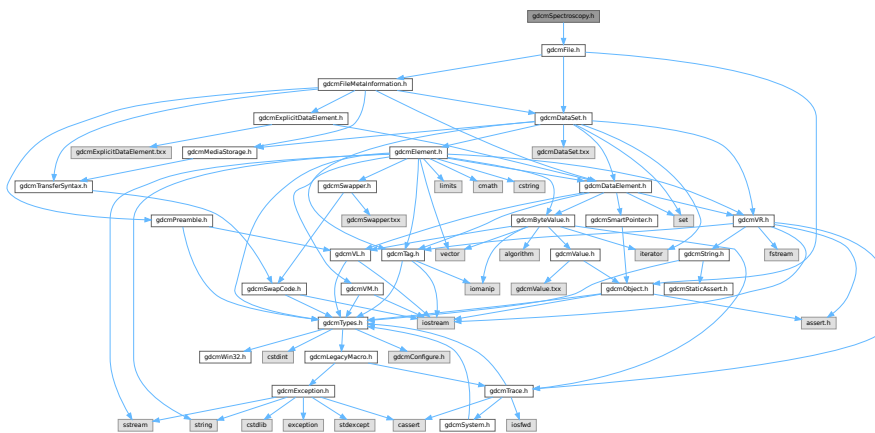 gdcmSpectroscopy.h
gdcmFile.h
gdcmFileMetaInformation.h
gdcmExplicitDataElement.h
gdcmDataSet.h
gdcmExplicitDataElement.txx
gdcmMediaStorage.h
gdcmElement.h
gdcmDataSet.txx
gdcmTransferSyntax.h
gdcmSwapper.h
limits
cmath
cstring
gdcmDataElement.h
gdcmPreamble.h
gdcmSwapper.txx
gdcmByteValue.h
gdcmSmartPointer.h
set
gdcmVR.h
gdcmVL.h
gdcmTag.h
vector
algorithm
gdcmValue.h
iterator
gdcmString.h
fstream
gdcmSwapCode.h
gdcmVM.h
iomanip
gdcmValue.txx
gdcmObject.h
gdcmStaticAssert.h
gdcmTypes.h
iostream
assert.h
gdcmWin32.h
cstdint
gdcmLegacyMacro.h
gdcmConfigure.h
gdcmException.h
gdcmTrace.h
sstream
string
cstdlib
exception
stdexcept
cassert
gdcmSystem.h
iosfwd